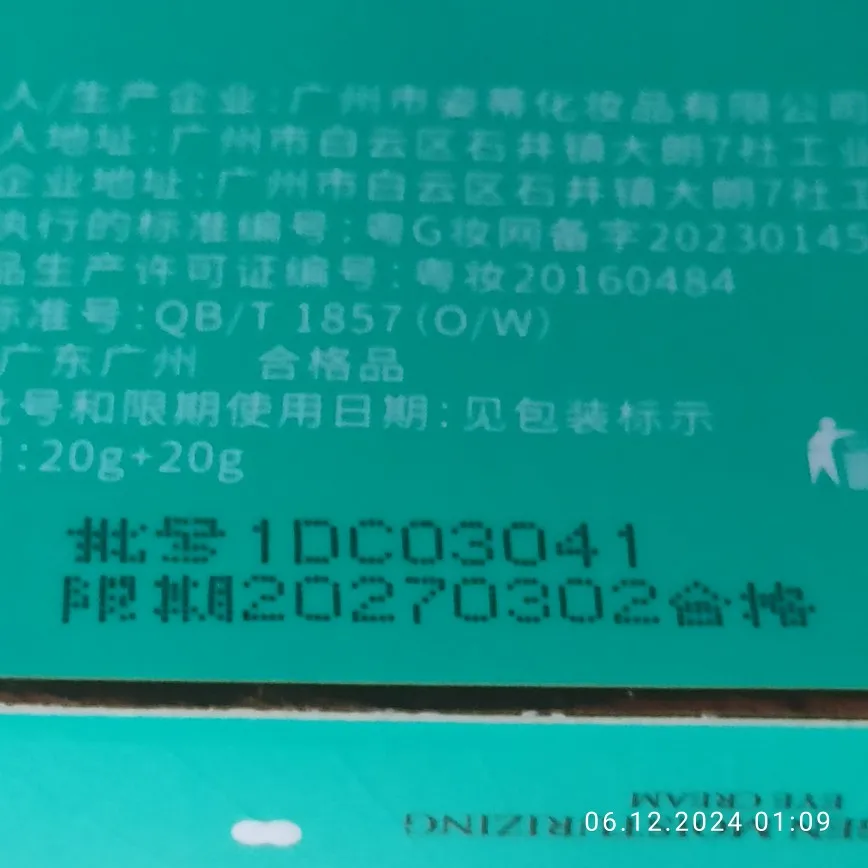 人/生产企业:广州市姿蒂化妆品有限公司
人地址:广州市白云区石井镇大朗7社工业
企业地址:广州市白云区石井镇大朗7社工
执行的标准编号:粤G妆网备字20230145
品生产许可证编号:粤妆20160484
标准号:QB/T 1857(O/W)
广东广州 合格品
批号和限期使用日期:见包装标示
:20g+20g
批号1DC03041
限期20270302合格
EYE CREAM
MOISTURIZING
06.12.2024 01:09